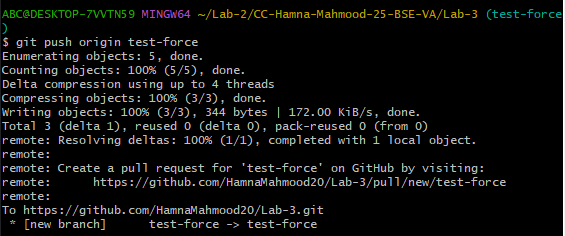 ABC@DESKTOP-7VVTN59 MINGW64 ~/Lab-2/CC-Hamna-Mahmood-25-BSE-VA/Lab-3 (test-force
)
$ git push origin test-force
Enumerating objects: 5, done.
Counting objects: 100% (5/5), done.
Delta compression using up to 4 threads
Compressing objects: 100% (3/3), done.
Writing objects: 100% (3/3), 344 bytes | 172.00 KiB/s, done.
Total 3 (delta 1), reused 0 (delta 0), pack-reused 0 (from 0)
remote: Resolving deltas: 100% (1/1), completed with 1 local object.
remote:
remote: Create a pull request for 'test-force' on GitHub by visiting:
remote:      https://github.com/HamnaMahmood20/Lab-3/pull/new/test-force
remote:
To https://github.com/HamnaMahmood20/Lab-3.git
 * [new branch]      test-force -> test-force